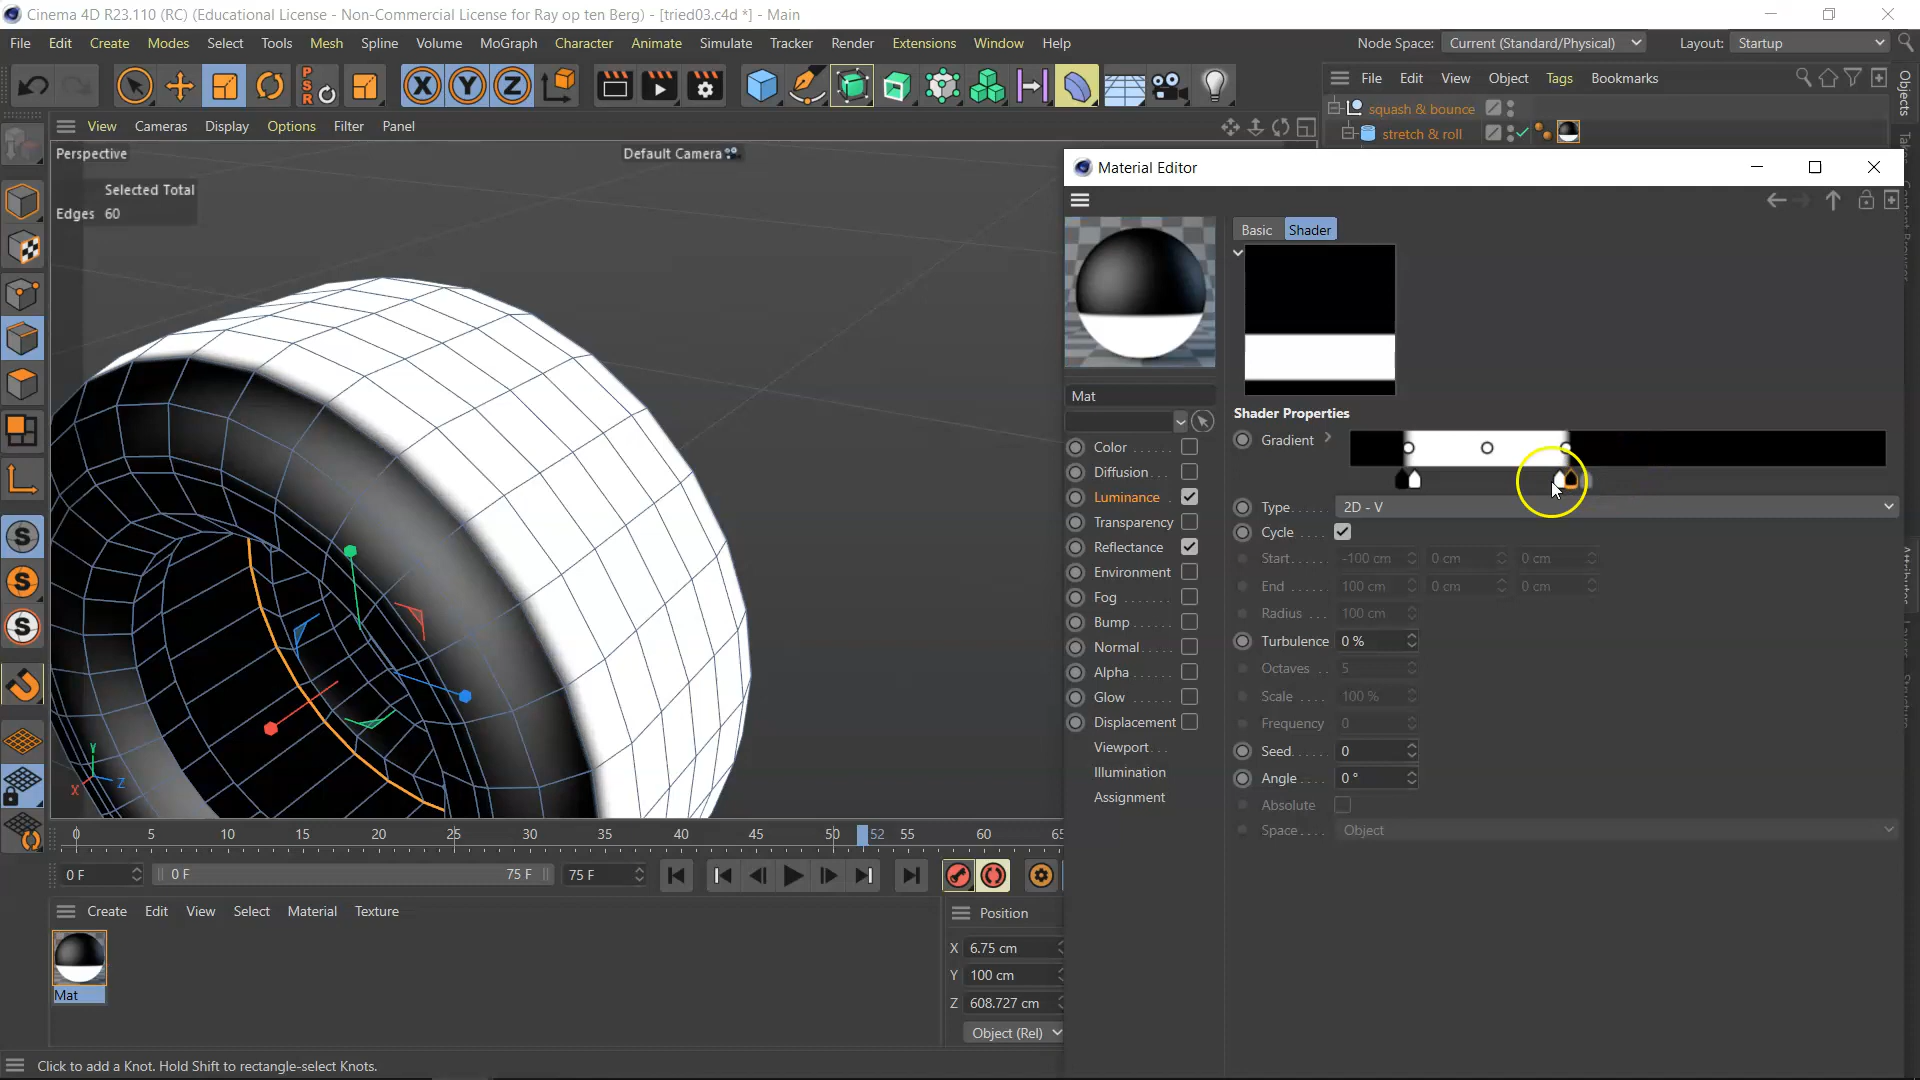 Cinema 4D R23.110 (RC) (Educational License - Non-Commercial License for Ray op ten Berg) - [tried03.c4d *] - Main
File Edit Create Modes Select Tools Mesh Spline Volume MoGraph Character Animate Simulate Tracker Render Extensions Window Help
Node Space: Current (Standard/Physical) Layout: Startup
PSR X Y Z
File Edit View Object Tags Bookmarks
Objects
View Cameras Display Options Filter Panel
squash & bounce
stretch & roll
Perspective
Default Camera
Selected Total
Edges 60
Material Editor
Basic Shader
Mat
Shader Properties
Gradient
Color
Diffusion
Luminance
Transparency
Reflectance
Environment
Fog
Bump
Normal
Alpha
Glow
Displacement
Viewport
Illumination
Assignment
Type 2D - V
Cycle
Start -100 cm 0 cm 0 cm
End 100 cm 0 cm 0 cm
Radius 100 cm
Turbulence 0 %
Octaves 5
Scale 100 %
Frequency 0
Seed 0
Angle 0 °
Absolute
Space Object
S
S
S
Y
X Z
0 5 10 15 20 25 30 35 40 45 50 52 55 60
0 F 0 F 75 F 75 F
Create Edit View Select Material Texture
Mat
Position
X 6.75 cm
Y 100 cm
Z 608.727 cm
Object (Rel)
Click to add a Knot. Hold Shift to rectangle-select Knots.